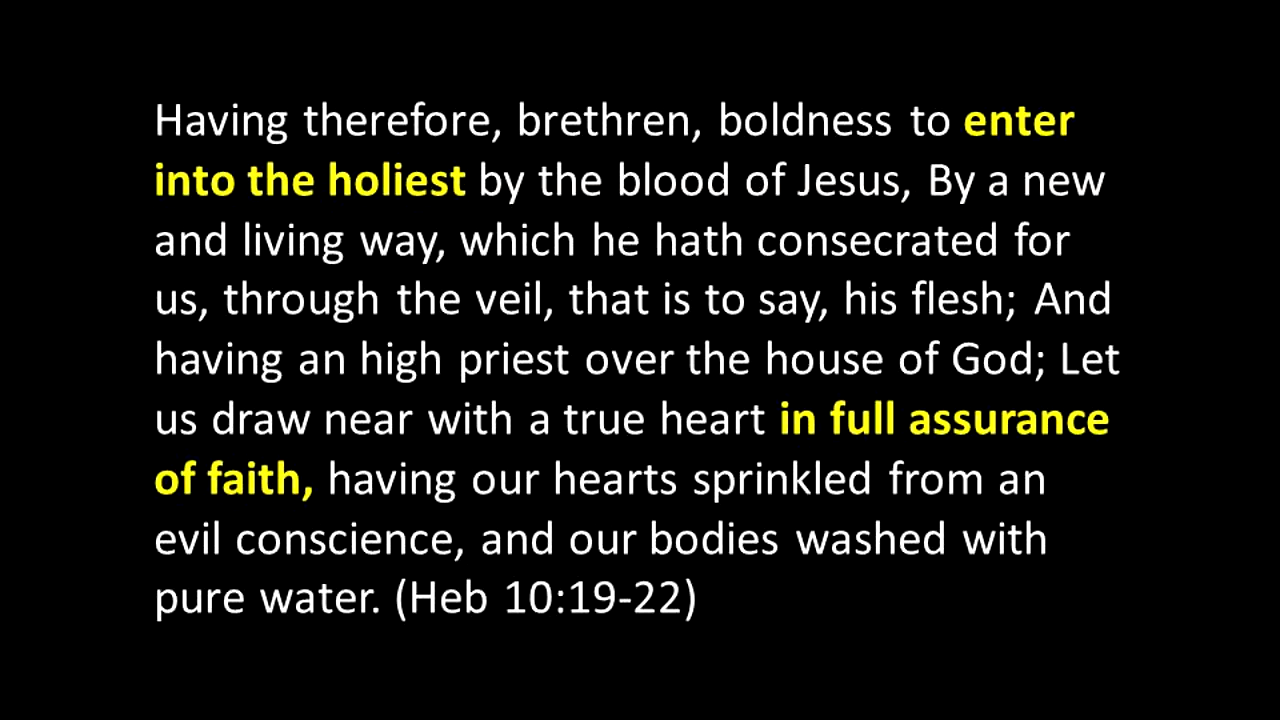 Having therefore, brethren, boldness to enter
into the holiest by the blood of Jesus, By a new
and living way, which he hath consecrated for
us, through the veil, that is to say, his flesh; And
having an high priest over the house of God; Let
us draw near with a true heart in full assurance
of faith, having our hearts sprinkled from an
evil conscience, and our bodies washed with
pure water. (Heb 10:19-22)